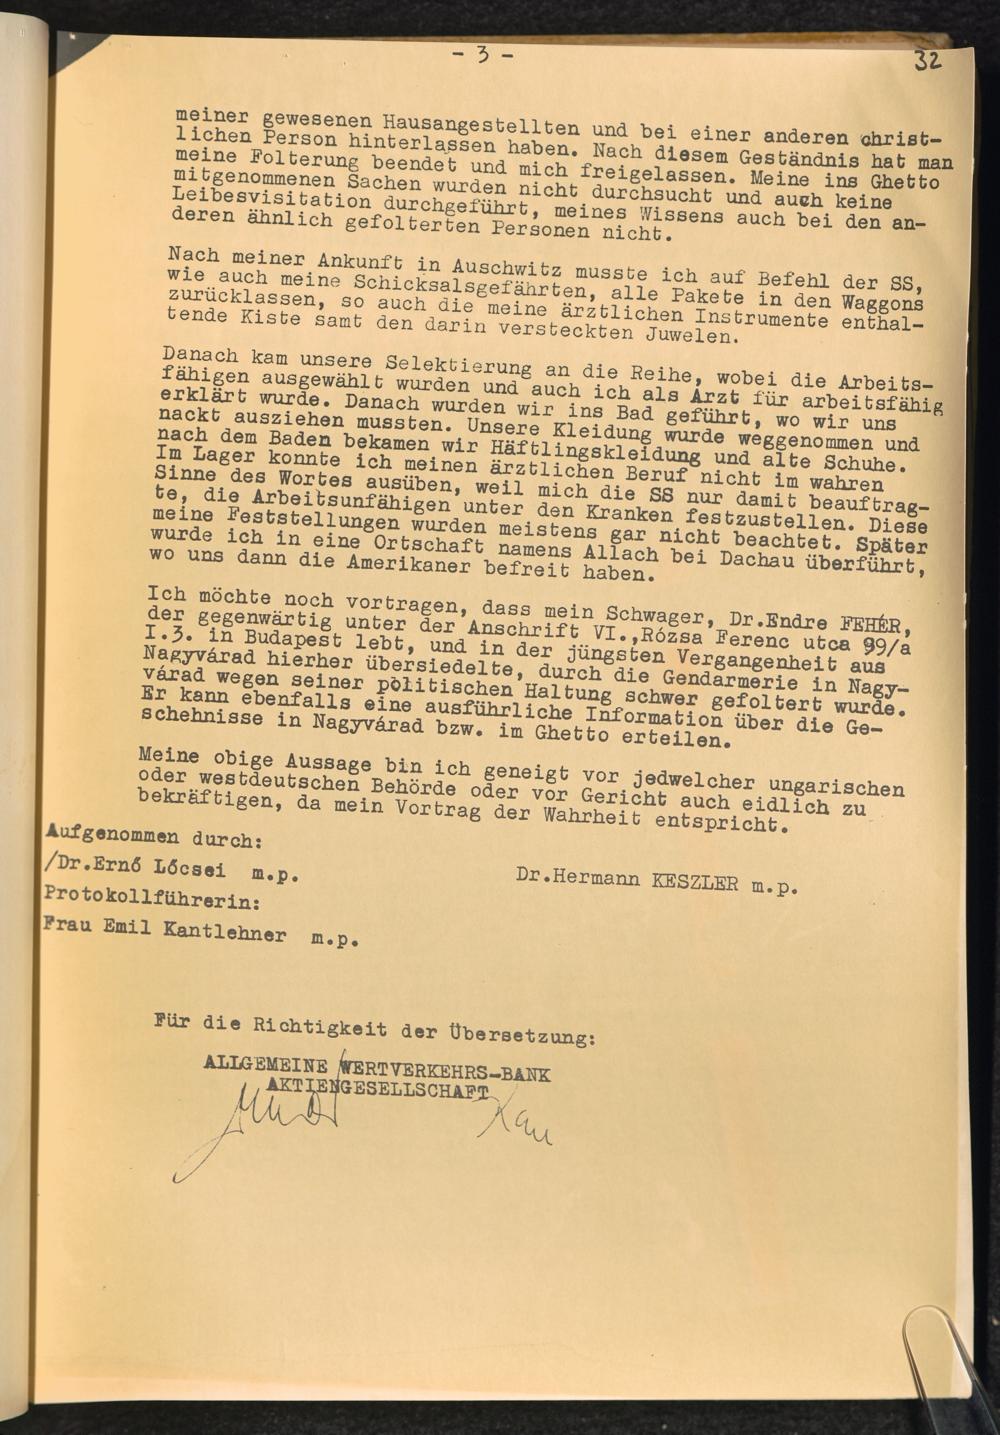 - 3 -
32
meiner gewesenen Hausangestellten und bei einer anderen christ-
lichen Person hinterlassen haben. Nach diesem Geständnis hat man
meine Folterung beendet und mich freigelassen. Meine ins Ghetto
mitgenommenen Sachen wurden nicht durchsucht und auch keine
Leibesvisitation durchgeführt, meines Wissens auch bei den an-
deren ähnlich gefolterten Personen nicht.
Nach meiner Ankunft in Auschwitz musste ich auf Befehl der SS,
wie auch meine Schicksalsgefährten, alle Pakete in den Waggons
zurücklassen, so auch die meine ärztlichen Instrumente enthal-
tende Kiste samt den darin versteckten Juwelen.
Danach kam unsere Selektierung an die Reihe, wobei die Arbeits-
fähigen ausgewählt wurden und auch ich als Arzt für arbeitsfähig
erklärt wurde. Danach wurden wir ins Bad geführt, wo wir uns
nackt ausziehen mussten. Unsere Kleidung wurde weggenommen und
nach dem Baden bekamen wir Häftlingskleidung und alte Schuhe.
Im Lager konnte ich meinen ärztlichen Beruf nicht im wahren
Sinne des Wortes ausüben, weil mich die SS nur damit beauftrag-
te, die Arbeitsunfähigen unter den Kranken festzustellen. Diese
meine Feststellungen wurden meistens gar nicht beachtet. Später
wurde ich in eine Ortschaft namens Allach bei Dachau überführt,
wo uns dann die Amerikaner befreit haben.
Ich möchte noch vortragen, dass mein Schwager, Dr.Endre FEHÉR,
der gegenwärtig unter der Anschrift VI.,Rózsa Ferenc utca 99/a
I.3. in Budapest lebt, und in der jüngsten Vergangenheit aus
Nagyvárad hierher übersiedelte, durch die Gendarmerie in Nagy-
várad wegen seiner politischen Haltung schwer gefoltert wurde.
Er kann ebenfalls eine ausführliche Information über die Ge-
schehnisse in Nagyvárad bzw. im Ghetto erteilen.
Meine obige Aussage bin ich geneigt vor jedwelcher ungarischen
oder westdeutschen Behörde oder vor Gericht auch eidlich zu
bekräftigen, da mein Vortrag der Wahrheit entspricht.
Aufgenommen durch:
/Dr.Ernő Lőcsei m.p.
Dr.Hermann KESZLER m.p.
Protokollführerin:
Frau Emil Kantlehner m.p.
Für die Richtigkeit der Übersetzung:
ALLGEMEINE WERTVERKEHRS-BANK
AKTIENGESELLSCHAFT